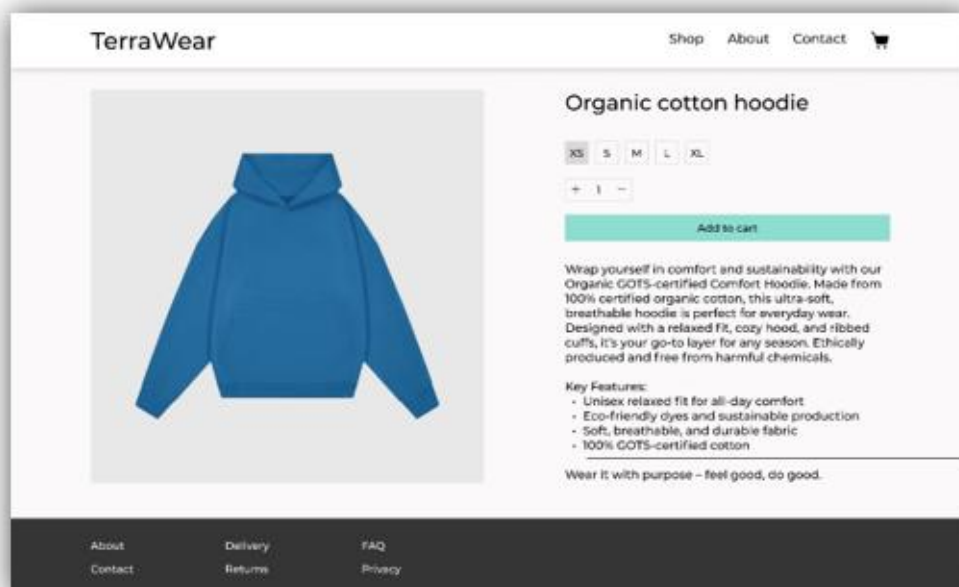 TerraWear
Shop About Contact
Organic cotton hoodie
XS S M L XL
+ 1 −
Add to cart
Wrap yourself in comfort and sustainability with our
Organic GOTS-certified Comfort Hoodie. Made from
100% certified organic cotton, this ultra-soft,
breathable hoodie is perfect for everyday wear.
Designed with a relaxed fit, cozy hood, and ribbed
cuffs, it's your go-to layer for any season. Ethically
produced and free from harmful chemicals.
Key Features:
• Unisex relaxed fit for all-day comfort
• Eco-friendly dyes and sustainable production
• Soft, breathable, and durable fabric
• 100% GOTS-certified cotton
Wear it with purpose – feel good, do good.
About Delivery FAQ
Contact Returns Privacy